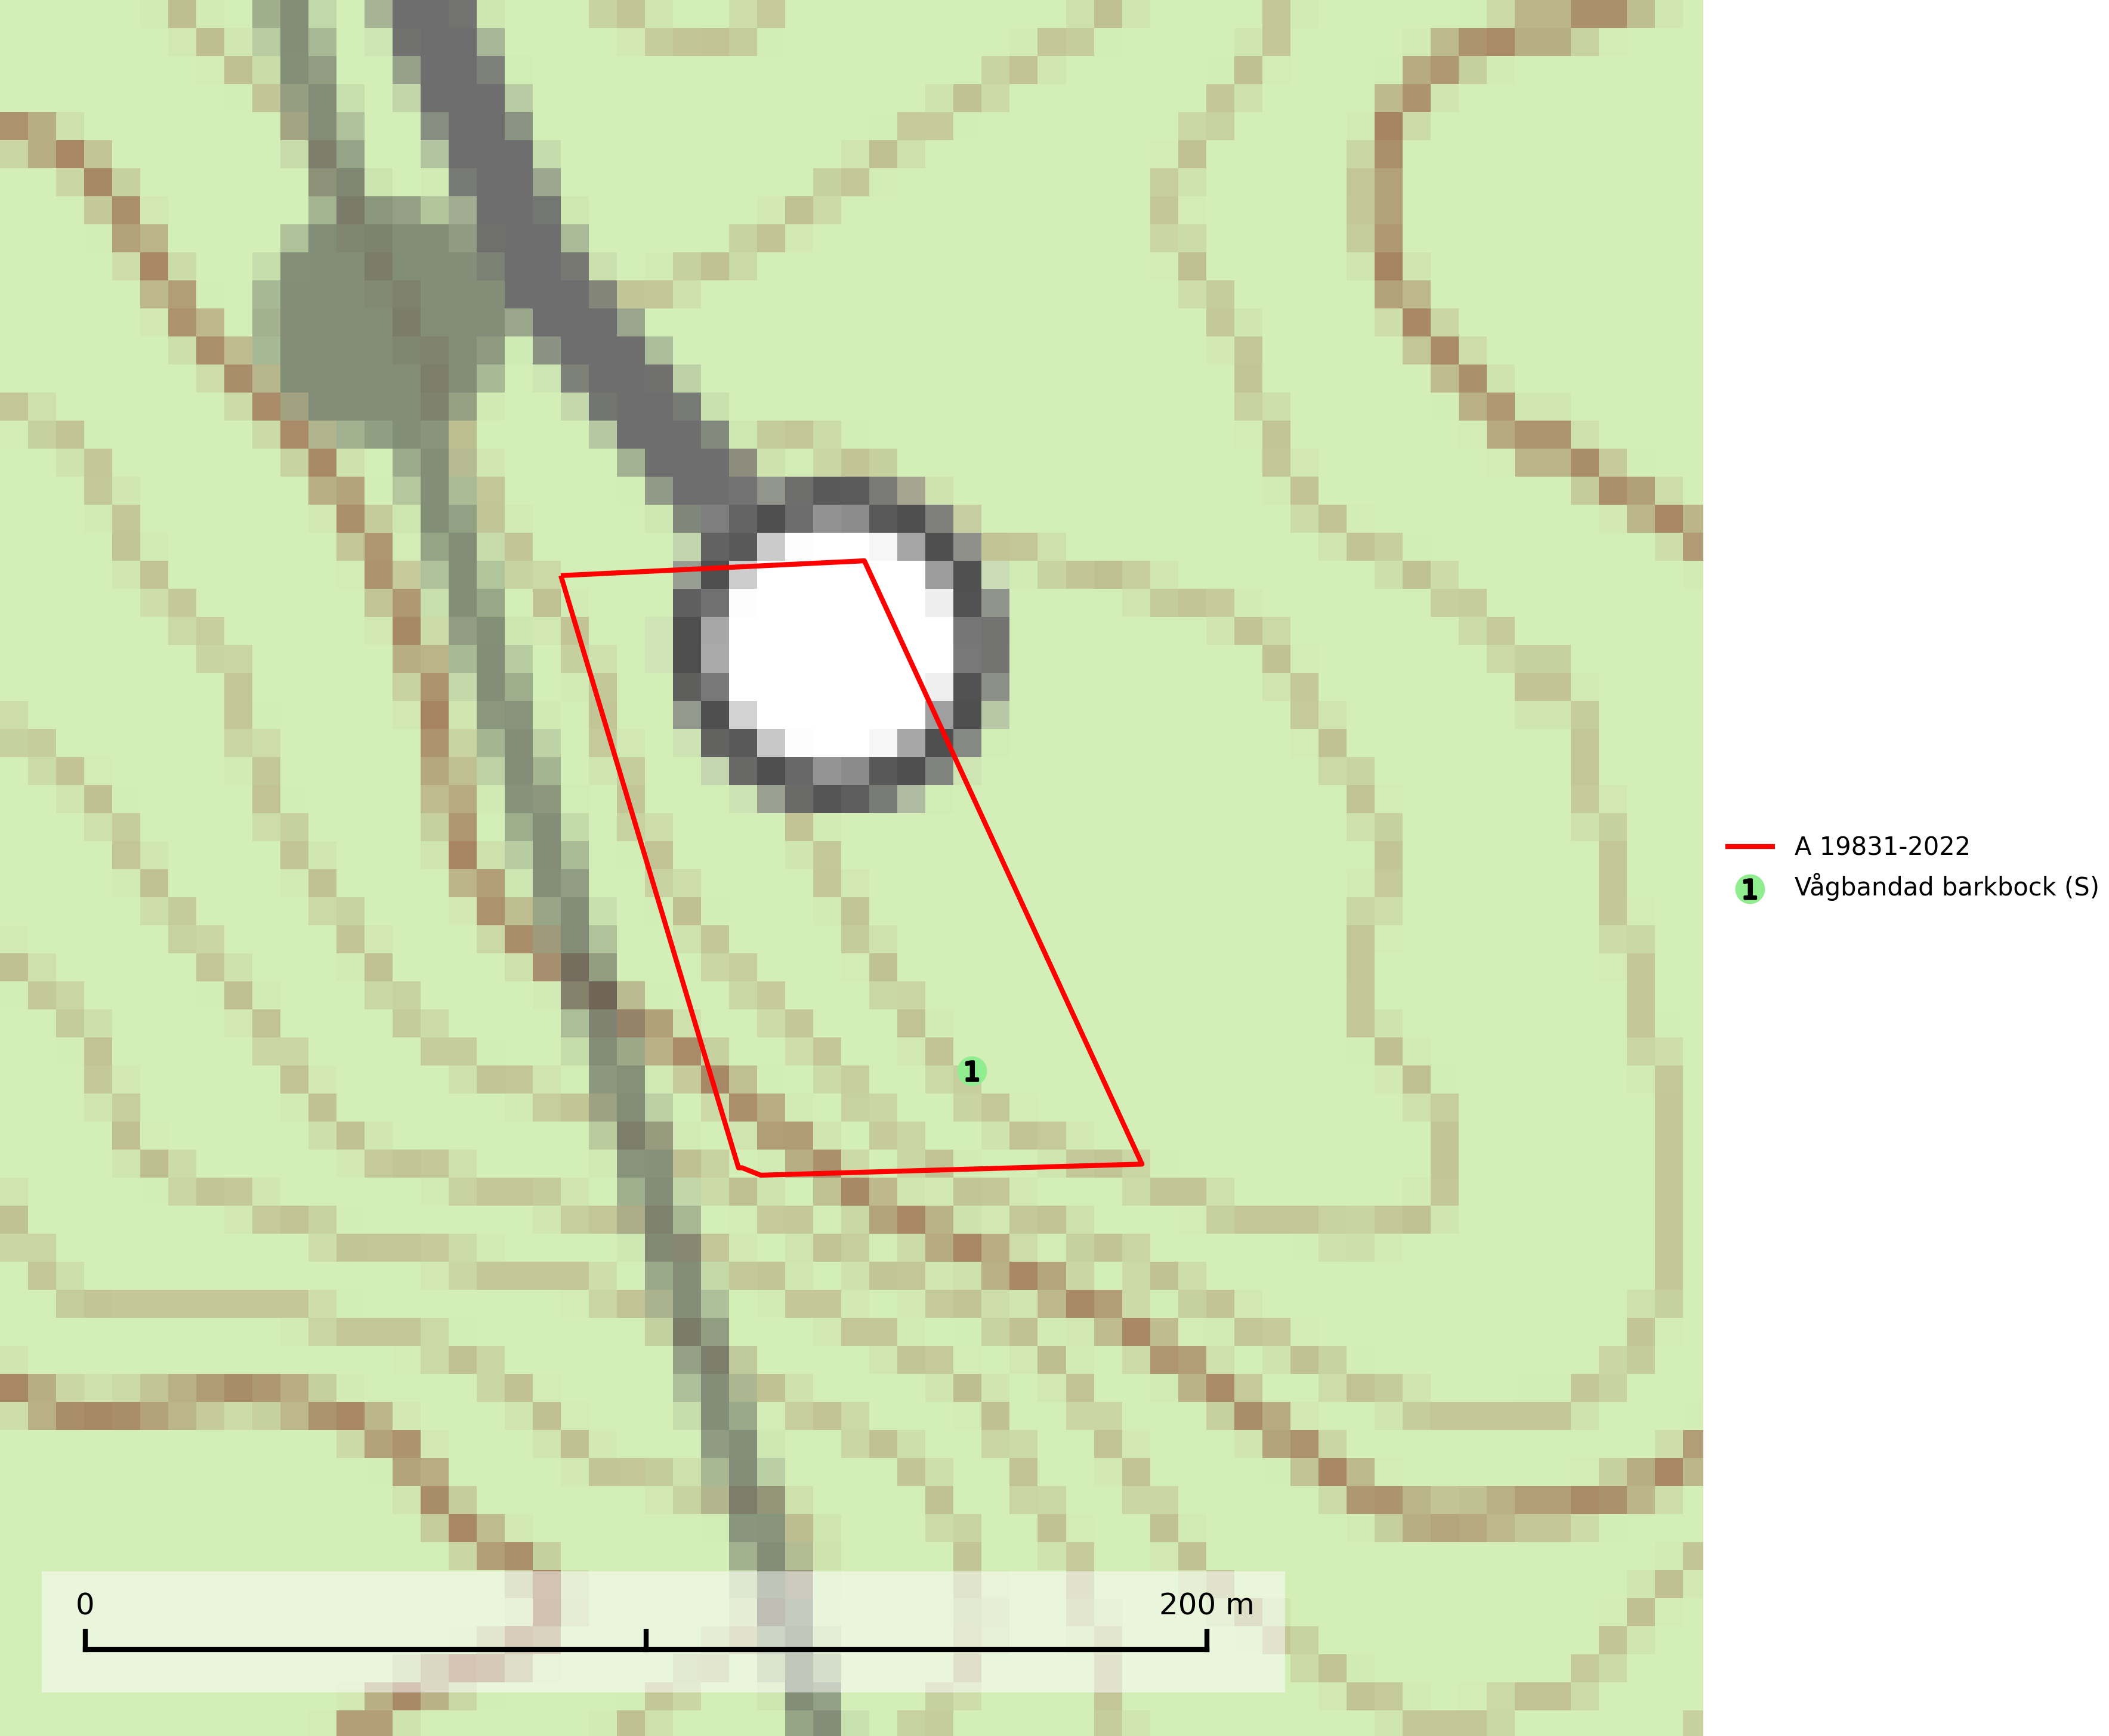 A 19831-2022
1 Vågbandad barkbock (S)
1
0 200 m